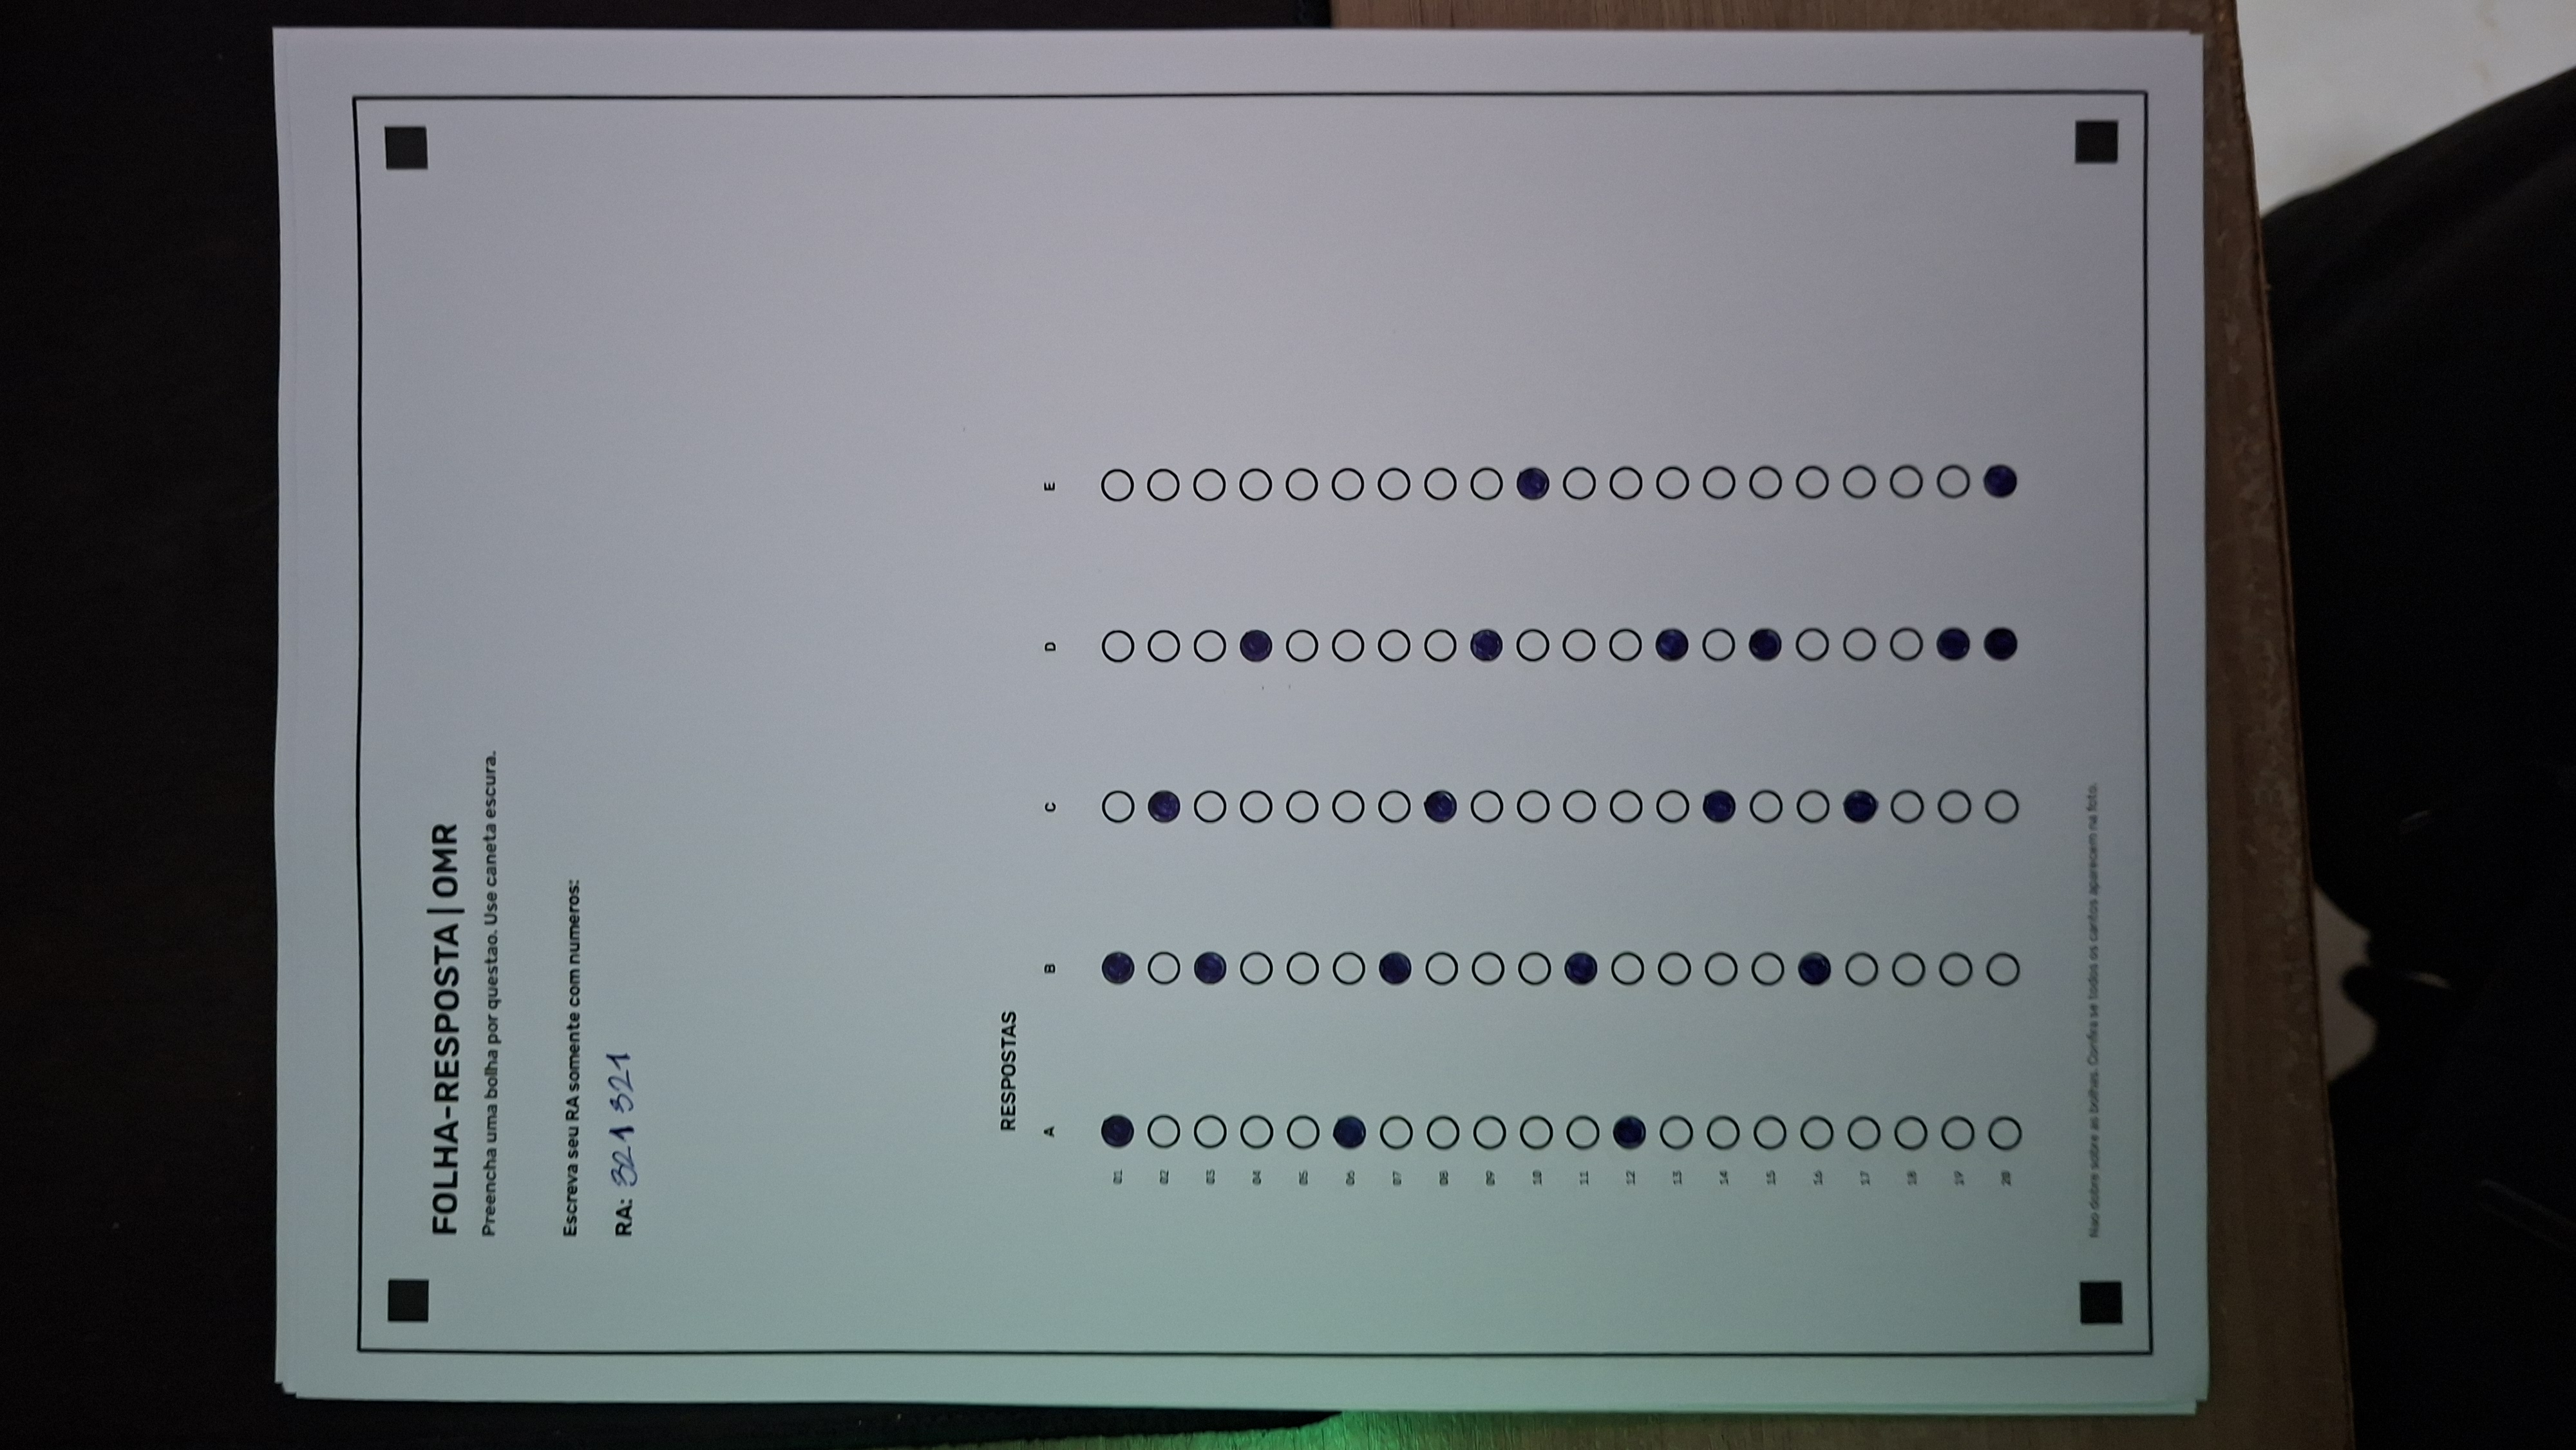 FOLHA-RESPOSTA | OMR
Preencha uma bolha por questao. Use caneta escura.
Escreva seu RA somente com numeros:
RA: 321 321
RESPOSTAS
A B C D E
01
02
03
04
05
06
07
08
09
10
11
12
13
14
15
16
17
18
19
20
Nao dobre sobre as bolhas. Confira se todos os cantos aparecem na foto.